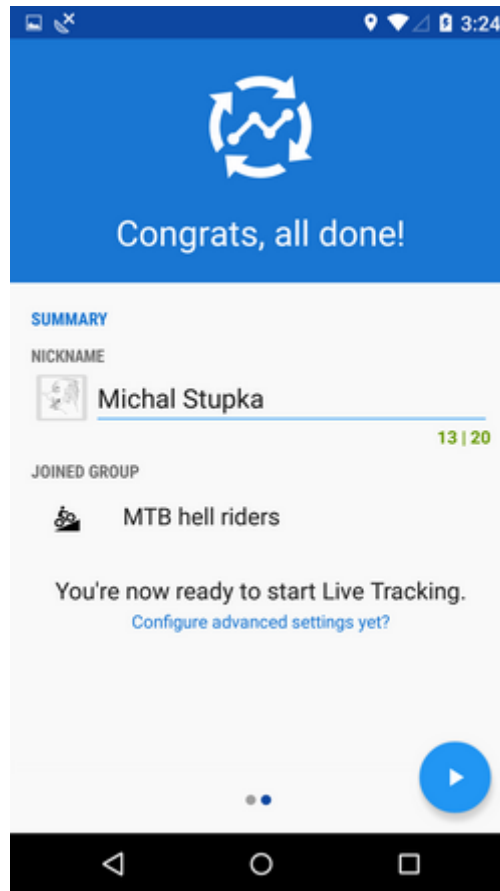 3:24
Congrats, all done!
SUMMARY
NICKNAME
Michal Stupka
13 | 20
JOINED GROUP
MTB hell riders
You're now ready to start Live Tracking.
Configure advanced settings yet?